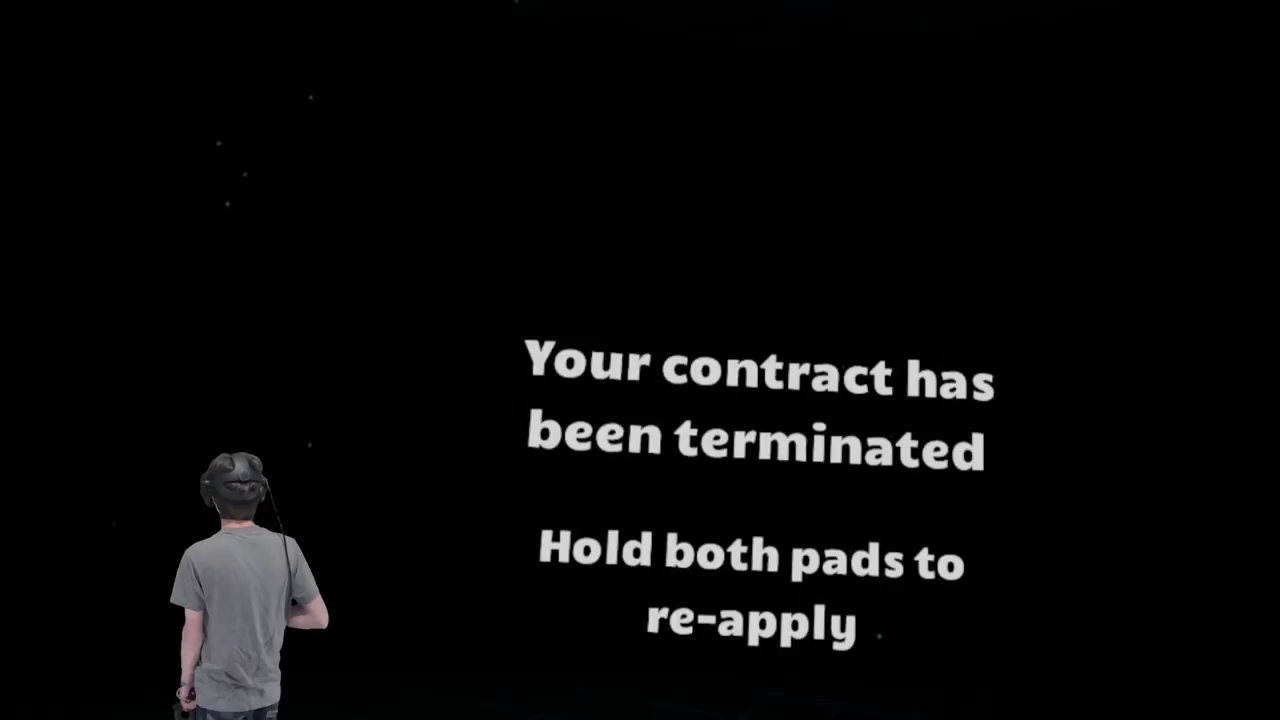 Your contract has
been terminated
Hold both pads to
re-apply